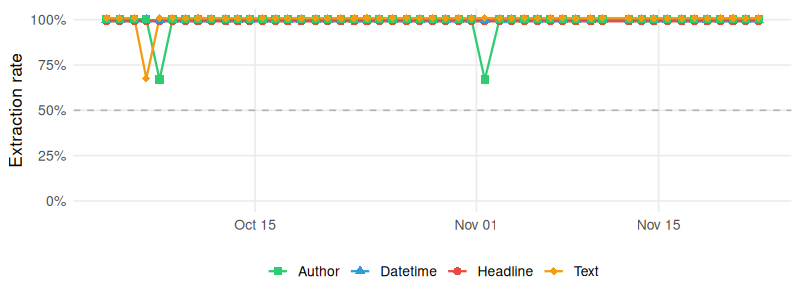 Extraction rate
100%
75%
50%
25%
0%
Oct 15
Nov 01
Nov 15
Author
Datetime
Headline
Text